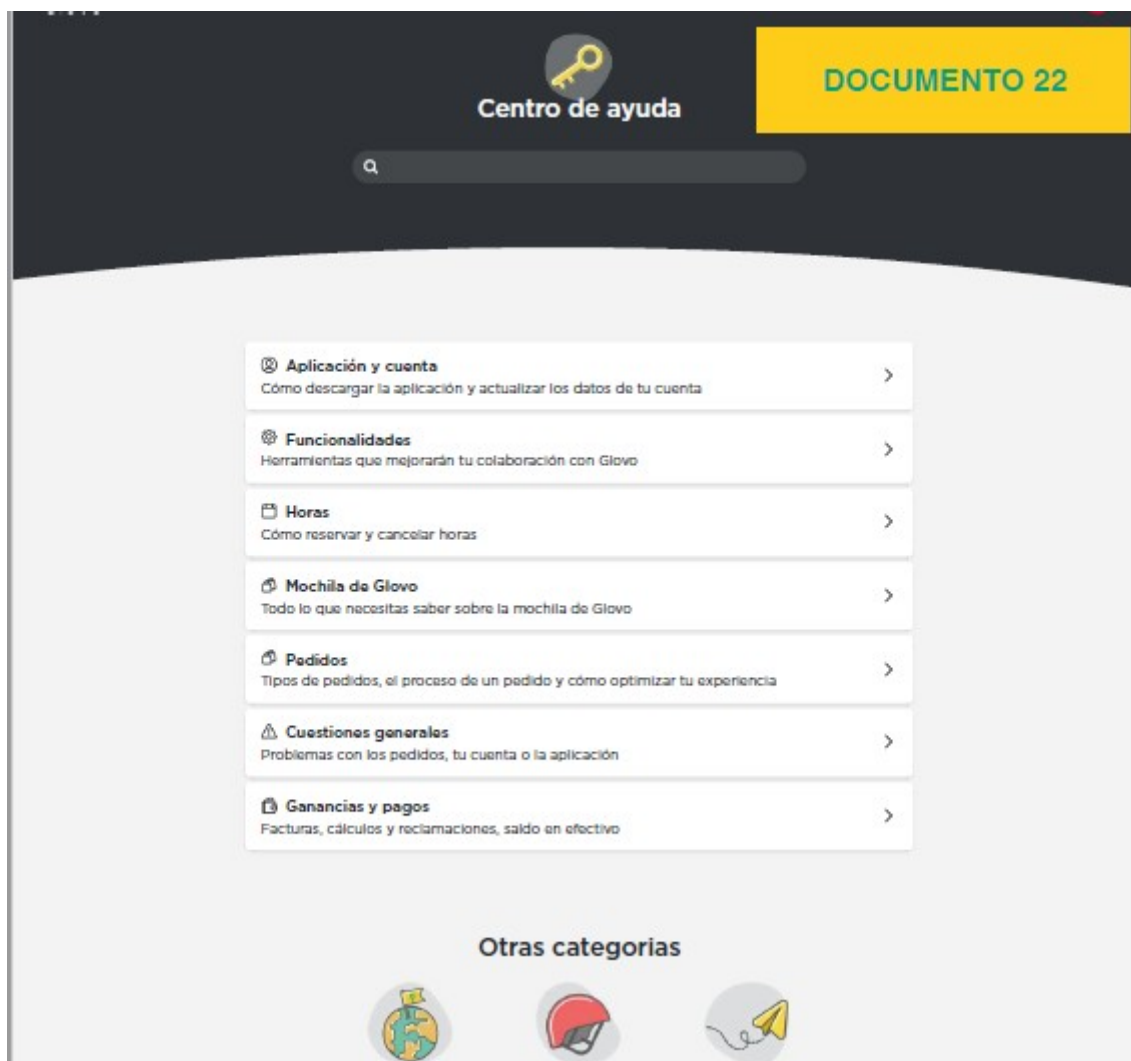 DOCUMENTO 22
Centro de ayuda
Aplicación y cuenta
Cómo descargar la aplicación y actualizar los datos de tu cuenta
Funcionalidades
Herramientas que mejorarán tu colaboración con Glovo
Horas
Cómo reservar y cancelar horas
Mochila de Glovo
Todo lo que necesitas saber sobre la mochila de Glovo
Pedidos
Tipos de pedidos, el proceso de un pedido y cómo optimizar tu experiencia
Cuestiones generales
Problemas con los pedidos, tu cuenta o la aplicación
Ganancias y pagos
Facturas, cálculos y reclamaciones, saldo en efectivo
Otras categorias